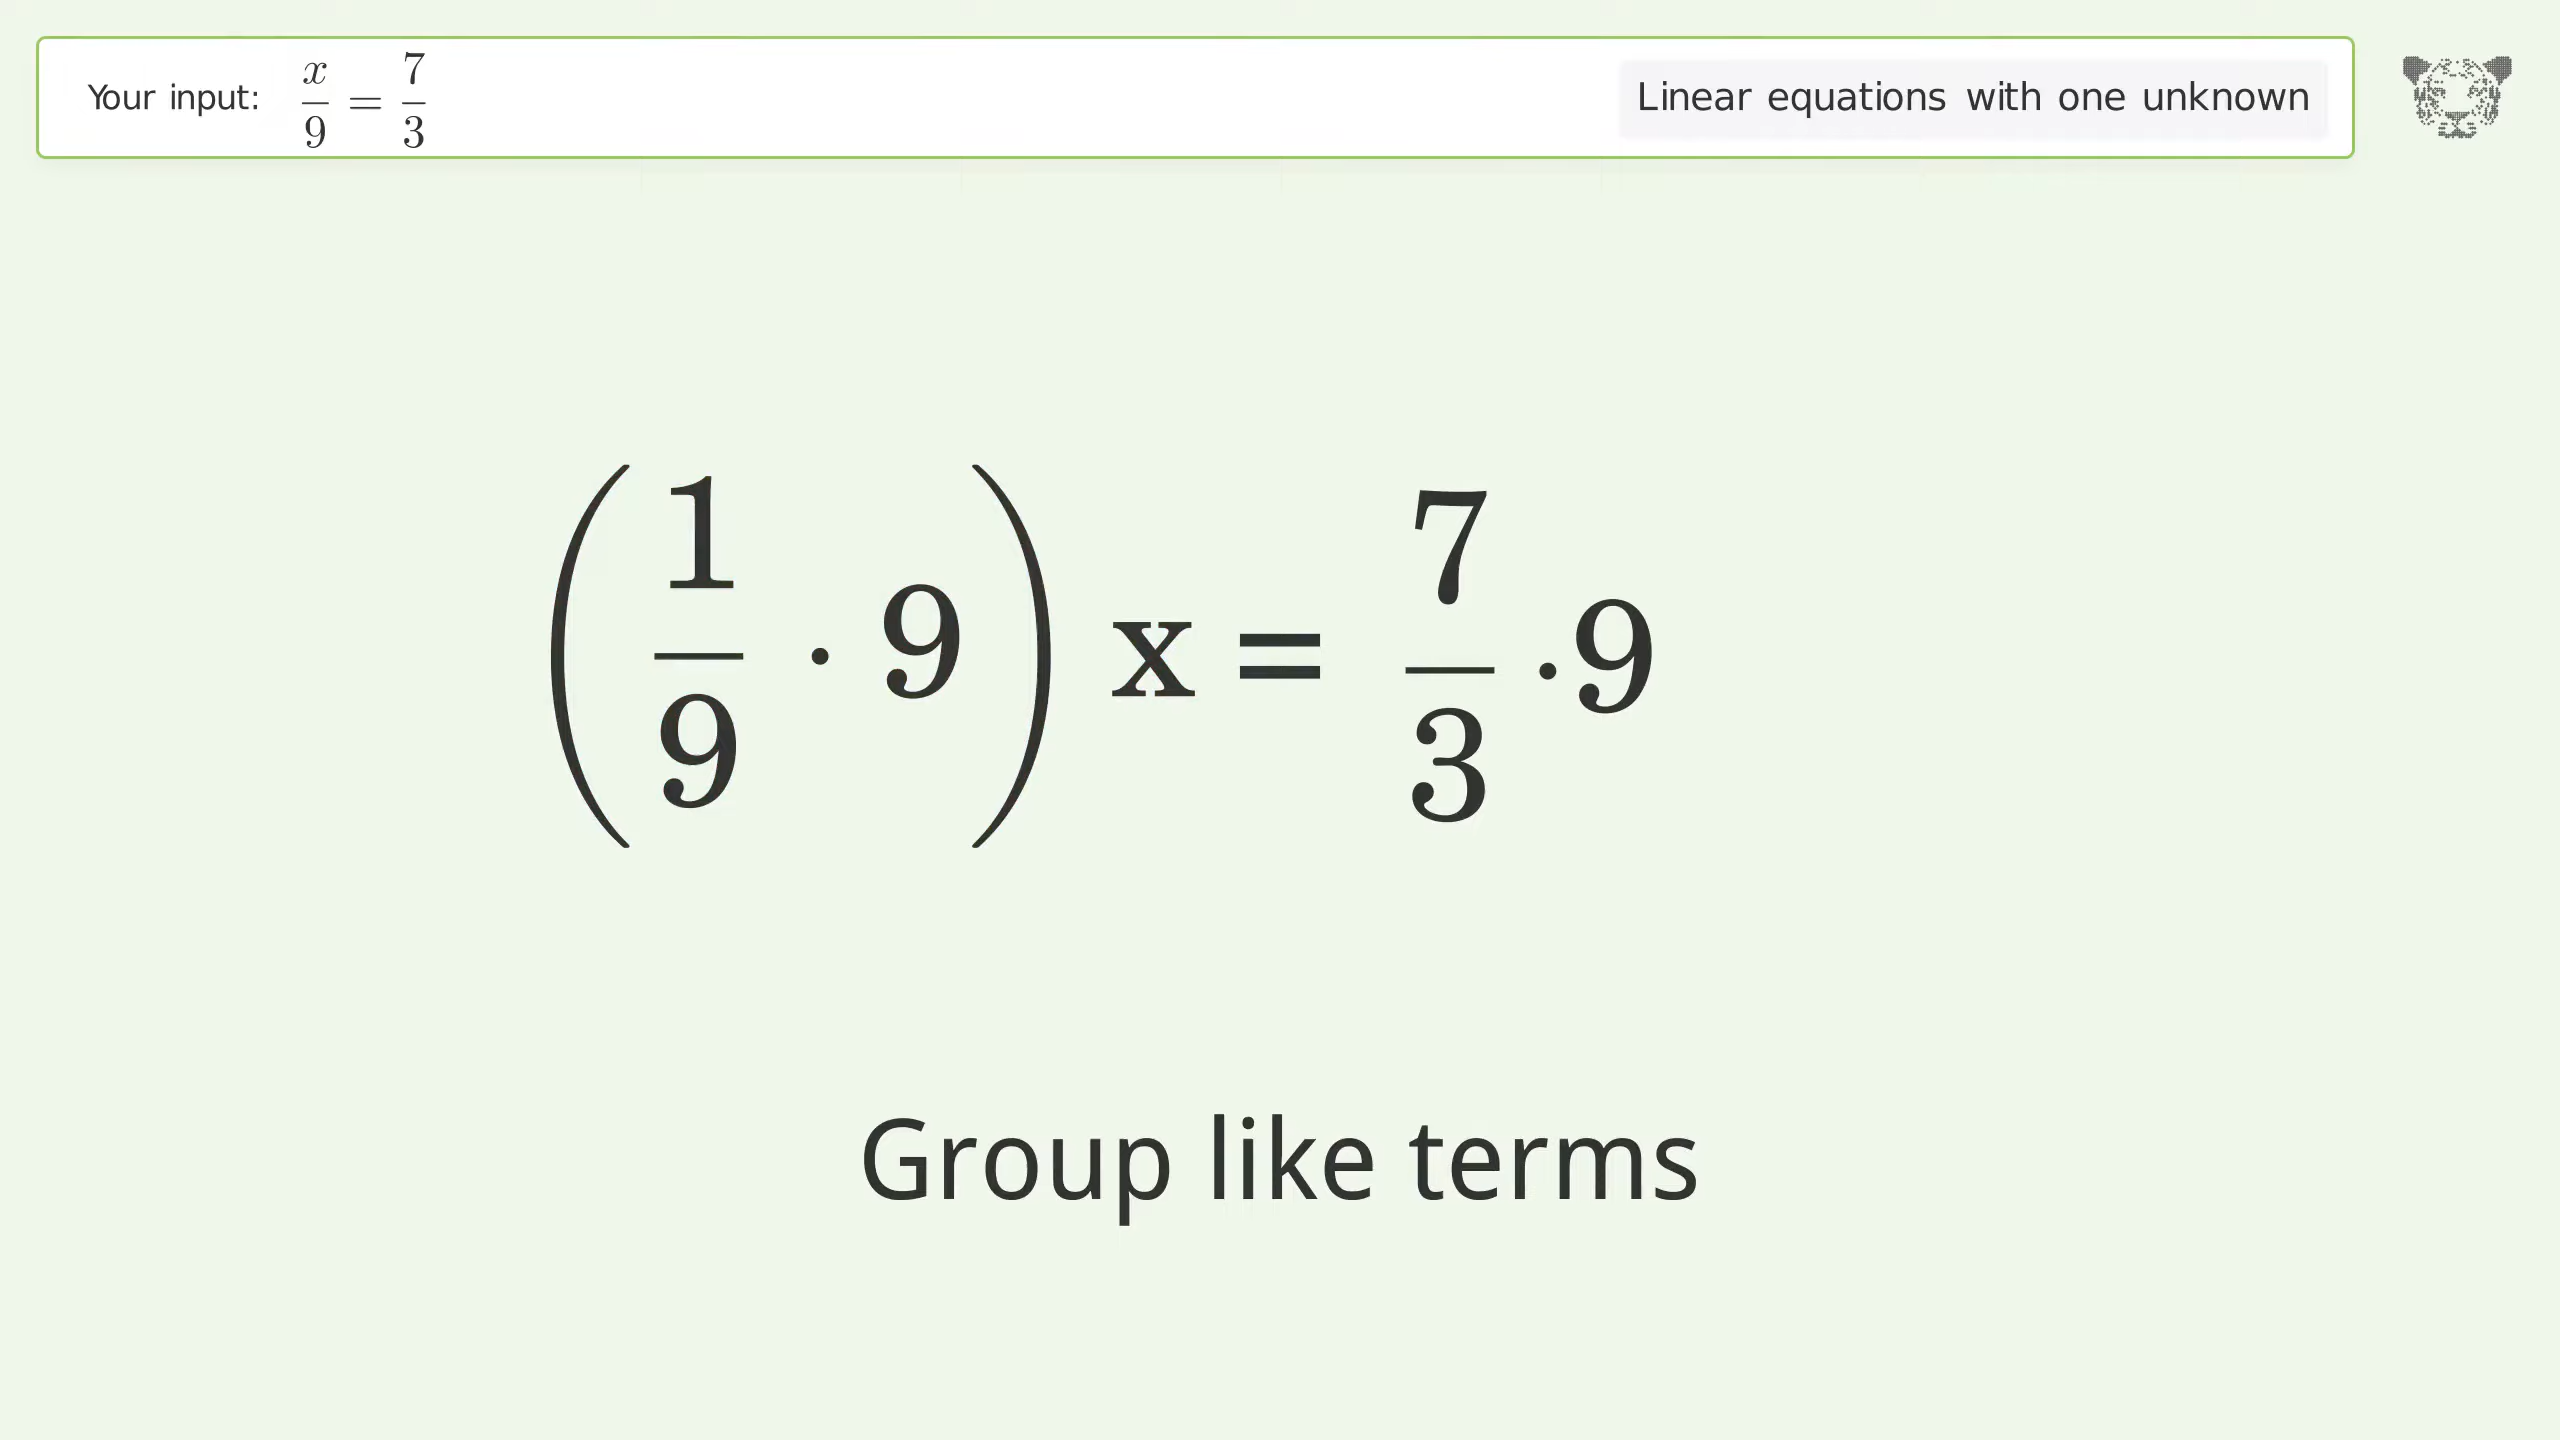 Your input: x/9 = 7/3
Linear equations with one unknown
(1/9 · 9) x = 7/3 · 9
Group like terms